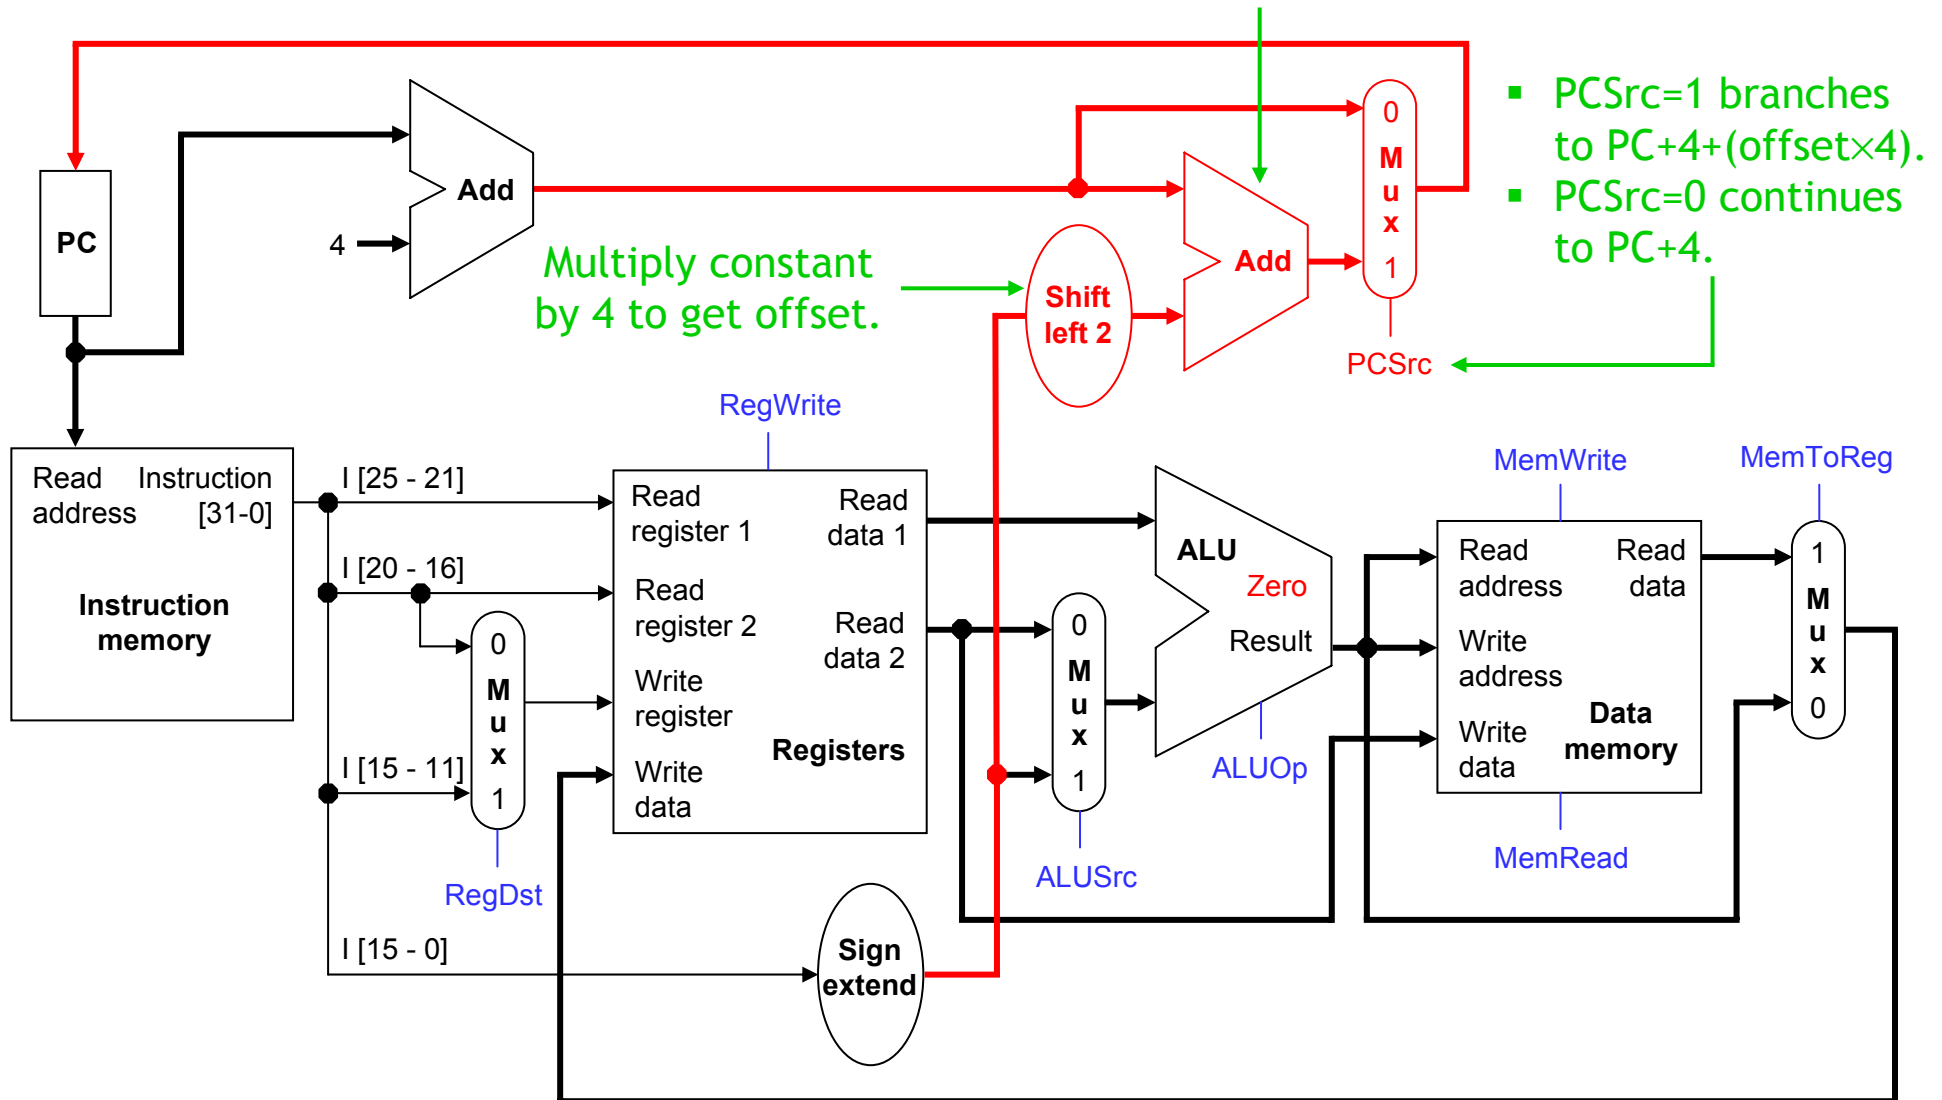 PCSrc=1 branches
to PC+4+(offset×4).
PCSrc=0 continues
to PC+4.
PC
Add
4
Multiply constant
by 4 to get offset.
Shift
left 2
Add
0
M
u
x
1
PCSrc
RegWrite
MemWrite
MemToReg
Read
address
Instruction
[31-0]
Instruction
memory
I [25 - 21]
I [20 - 16]
I [15 - 11]
I [15 - 0]
0
M
u
x
1
RegDst
Read
register 1
Read
register 2
Write
register
Write
data
Read
data 1
Read
data 2
Registers
Sign
extend
0
M
u
x
1
ALUSrc
ALU
Zero
Result
ALUOp
Read
address
Write
address
Write
data
Read
data
Data
memory
MemRead
1
M
u
x
0